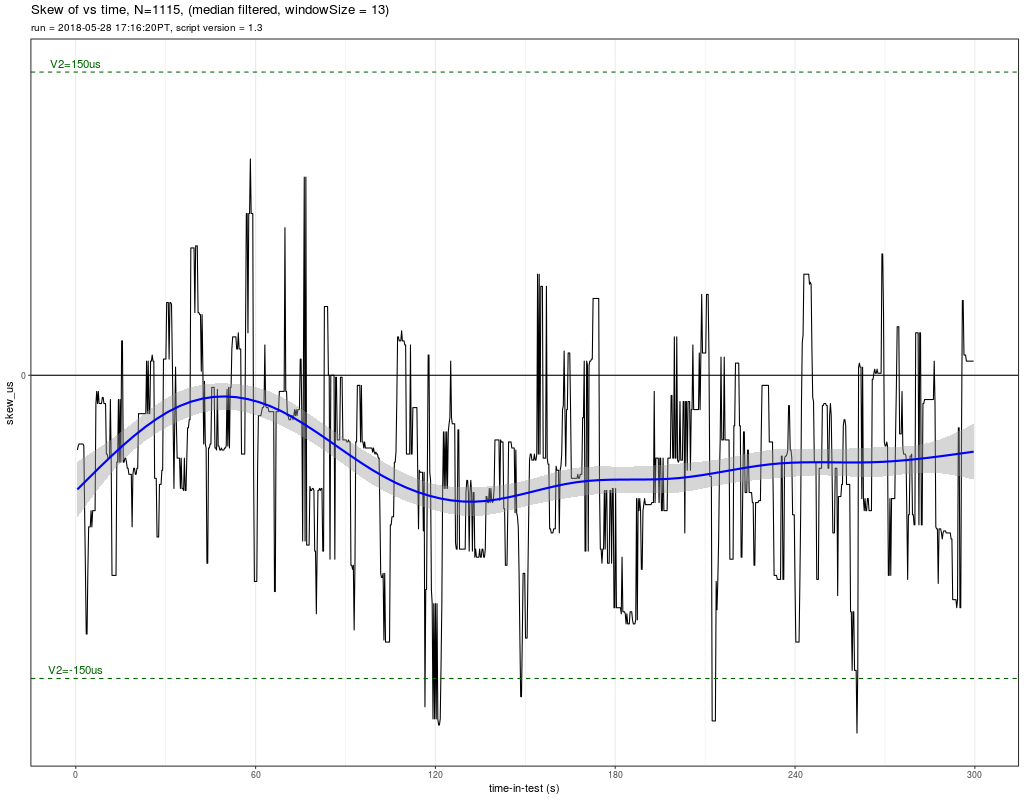 Skew of vs time, N=1115, (median filtered, windowSize = 13)
run = 2018-05-28 17:16:20PT, script version = 1.3
V2=150us
0
skew_us
V2=-150us
0 60 120 180 240 300
time-in-test (s)